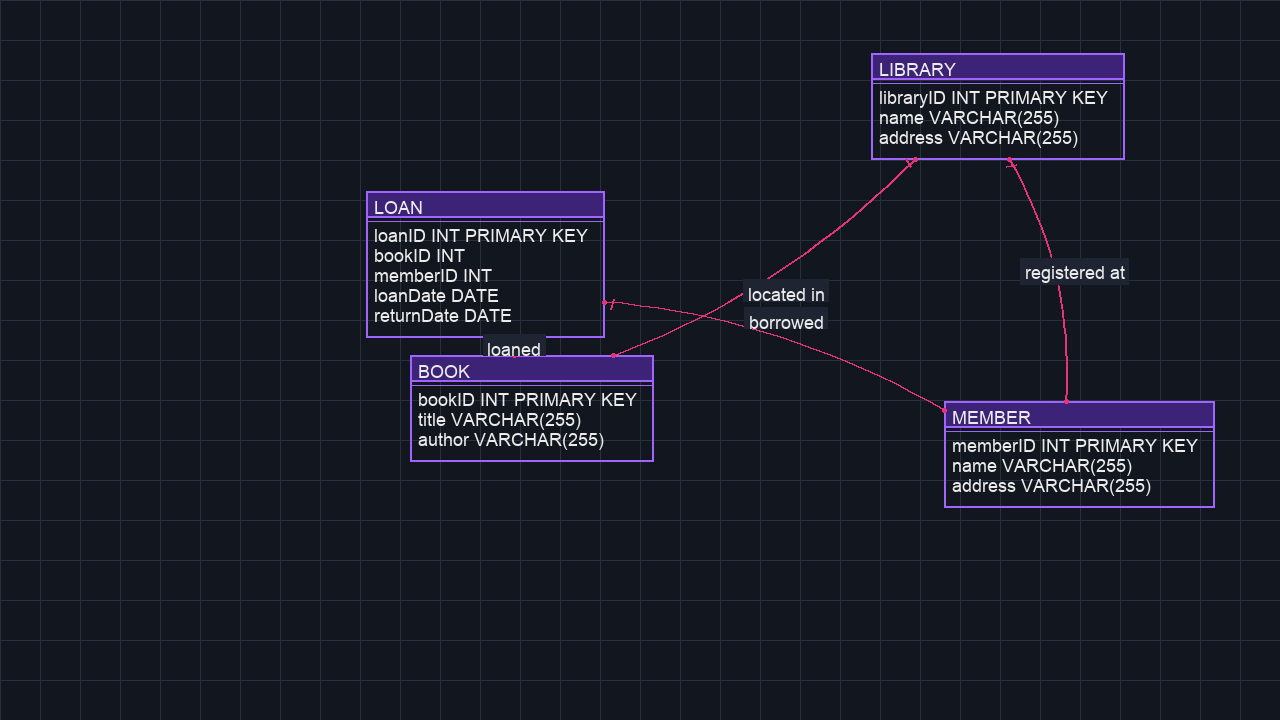 LIBRARY
libraryID INT PRIMARY KEY
name VARCHAR(255)
address VARCHAR(255)
LOAN
loanID INT PRIMARY KEY
bookID INT
memberID INT
loanDate DATE
returnDate DATE
registered at
located in
borrowed
loaned
BOOK
bookID INT PRIMARY KEY
title VARCHAR(255)
author VARCHAR(255)
MEMBER
memberID INT PRIMARY KEY
name VARCHAR(255)
address VARCHAR(255)